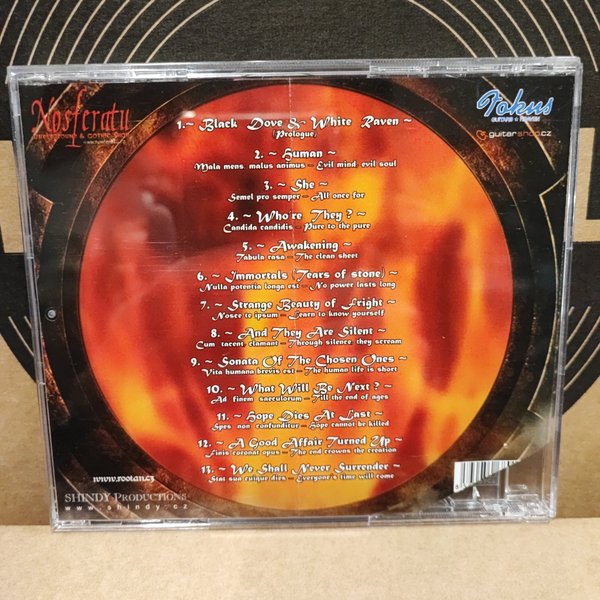 Nosferatu
UNDERGROUND & GOTHIC SHOP
Fokus
GUITARS ★ HEAVEN
guitarshop.cz
1.~ Black Dove & White Raven ~
(Prologue)
2. ~ Human ~
Mala mens, malus animus – Evil mind, evil soul
3. ~ She ~
Semel pro semper – All once for
4. ~ Who're They? ~
Candida candidis – Pure to the pure
5. ~ Awakening ~
Tabula rasa – The clean sheet
6. ~ Immortals (Tears of stone) ~
Nulla potentia longa est – No power lasts long
7. ~ Strange Beauty of Fright ~
Nosce te ipsum – Learn to know yourself
8. ~ And They Are Silent ~
Cum tacent clamant – Through silence they scream
9. ~ Sonata Of The Chosen Ones ~
Vita humana brevis est – The human life is short
10. ~ What Will Be Next? ~
Ad finem saeculorum – Till the end of ages
11. ~ Hope Dies At Last ~
Spes non confunditur – Hope cannot be killed
12. ~ A Good Affair Turned Up ~
Finis coronat opus – The end crowns the creation
13. ~ We Shall Never Surrender ~
Stat sua cuique dies – Everyone's time will come
www.rootan.cz
SHINDY PRODUCTIONS
www.shindy.cz